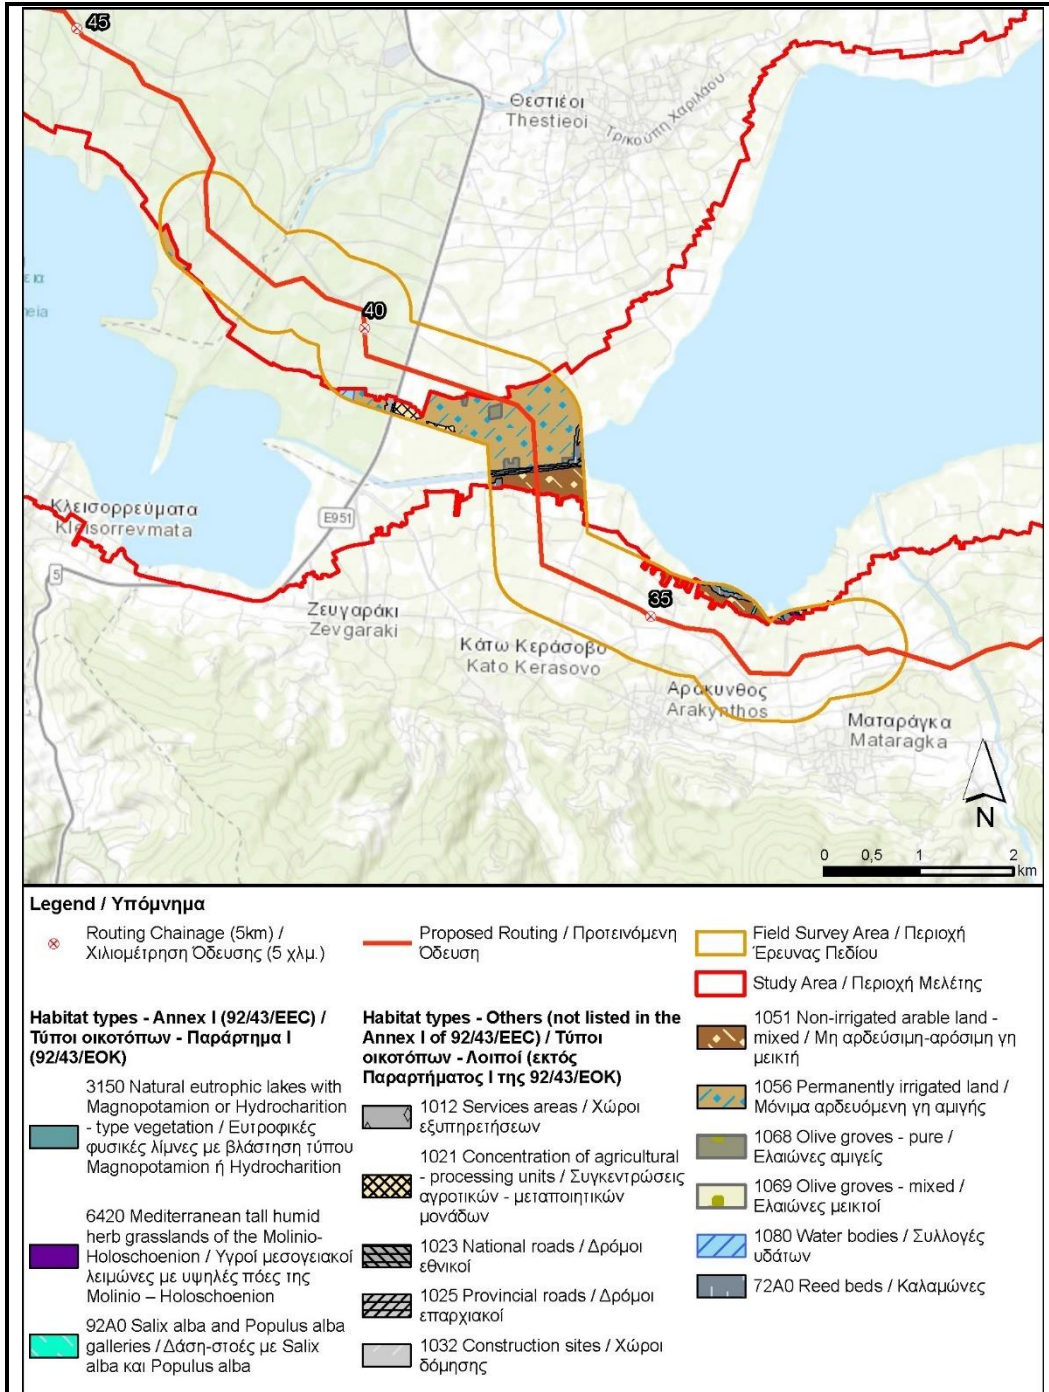 45
Θεστιέοι
Thestieoi
Τρικούπη Χαριλάου
εια
neia
40
Κλεισορρεύματα
Kleisorrevmata
E951
5
Ζευγαράκι
Zevgaraki
35
Κάτω Κεράσοβο
Kato Kerasovo
Αράκυνθος
Arakynthos
Ματαράγκα
Mataragka
N
0 0,5 1 2
km
Legend / Υπόμνημα
Routing Chainage (5km) /
Χιλιομέτρηση Όδευσης (5 χλμ.)
Proposed Routing / Προτεινόμενη
Όδευση
Field Survey Area / Περιοχή
Έρευνας Πεδίου
Study Area / Περιοχή Μελέτης
Habitat types - Annex I (92/43/EEC) /
Τύποι οικοτόπων - Παράρτημα Ι
(92/43/ΕΟΚ)
3150 Natural eutrophic lakes with
Magnopotamion or Hydrocharition
- type vegetation / Ευτροφικές
φυσικές λίμνες με βλάστηση τύπου
Magnopotamion ή Hydrocharition
6420 Mediterranean tall humid
herb grasslands of the Molinio-
Holoschoenion / Υγροί μεσογειακοί
λειμώνες με υψηλές πόες της
Molinio – Holoschoenion
92A0 Salix alba and Populus alba
galleries / Δάση-στοές με Salix
alba και Populus alba
Habitat types - Others (not listed in the
Annex I of 92/43/EEC) / Τύποι
οικοτόπων - Λοιποί (εκτός
Παραρτήματος Ι της 92/43/ΕΟΚ)
1012 Services areas / Χώροι
εξυπηρετήσεων
1021 Concentration of agricultural
- processing units / Συγκεντρώσεις
αγροτικών - μεταποιητικών
μονάδων
1023 National roads / Δρόμοι
εθνικοί
1025 Provincial roads / Δρόμοι
επαρχιακοί
1032 Construction sites / Χώροι
δόμησης
1051 Non-irrigated arable land -
mixed / Μη αρδεύσιμη-αρόσιμη γη
μεικτή
1056 Permanently irrigated land /
Μόνιμα αρδευόμενη γη αμιγής
1068 Olive groves - pure /
Ελαιώνες αμιγείς
1069 Olive groves - mixed /
Ελαιώνες μεικτοί
1080 Water bodies / Συλλογές
υδάτων
72A0 Reed beds / Καλαμώνες